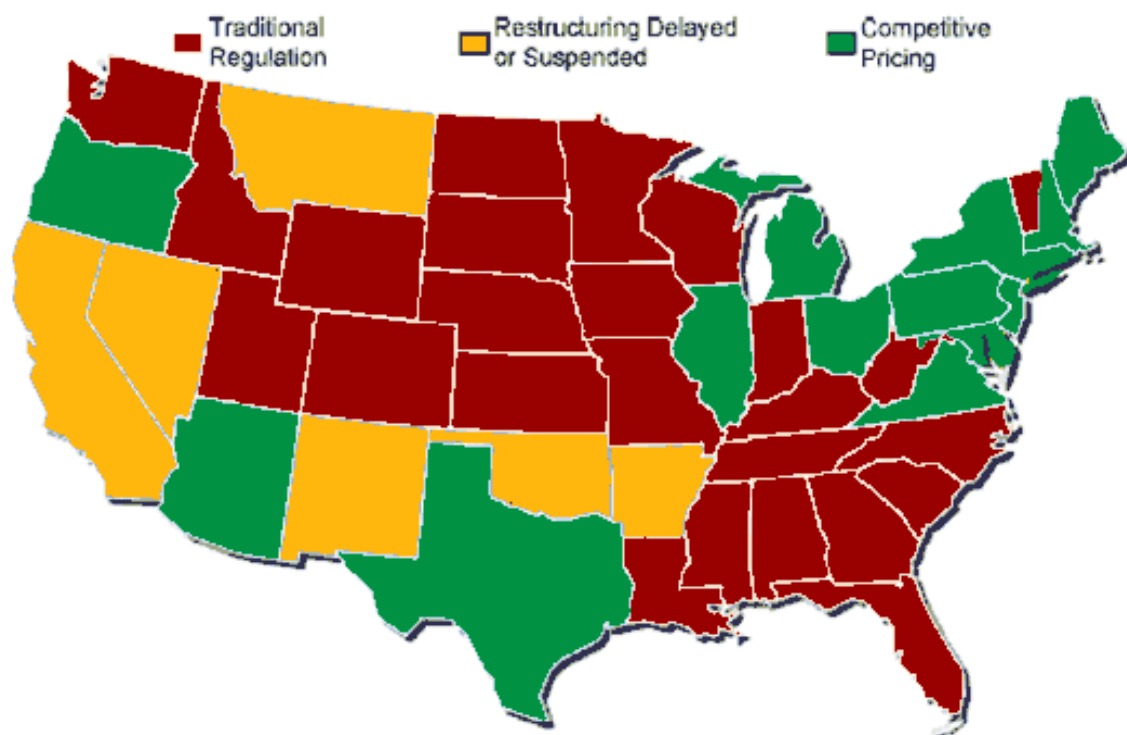 Traditional
Regulation
Restructuring Delayed
or Suspended
Competitive
Pricing